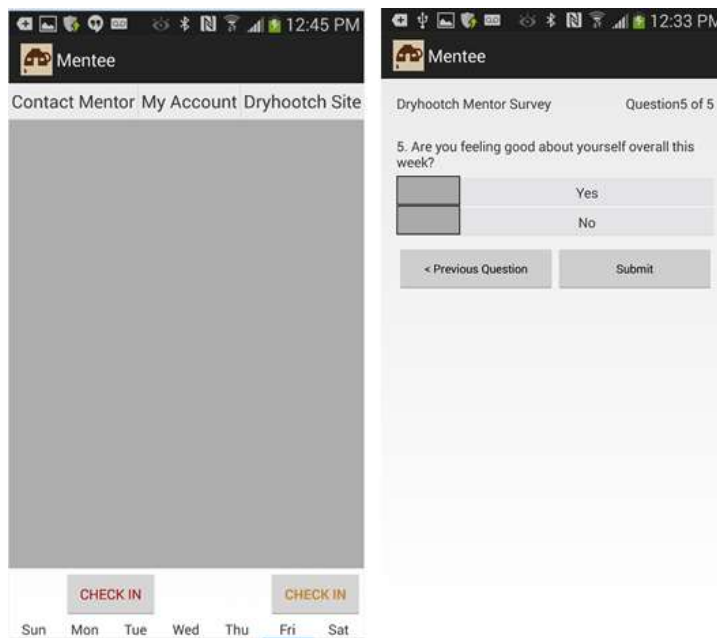 12:45 PM
Mentee
Contact Mentor My Account Dryhootch Site
CHECK IN CHECK IN
Sun Mon Tue Wed Thu Fri Sat
12:33 PM
Mentee
Dryhootch Mentor Survey Question5 of 5
5. Are you feeling good about yourself overall this
week?
Yes
No
< Previous Question Submit